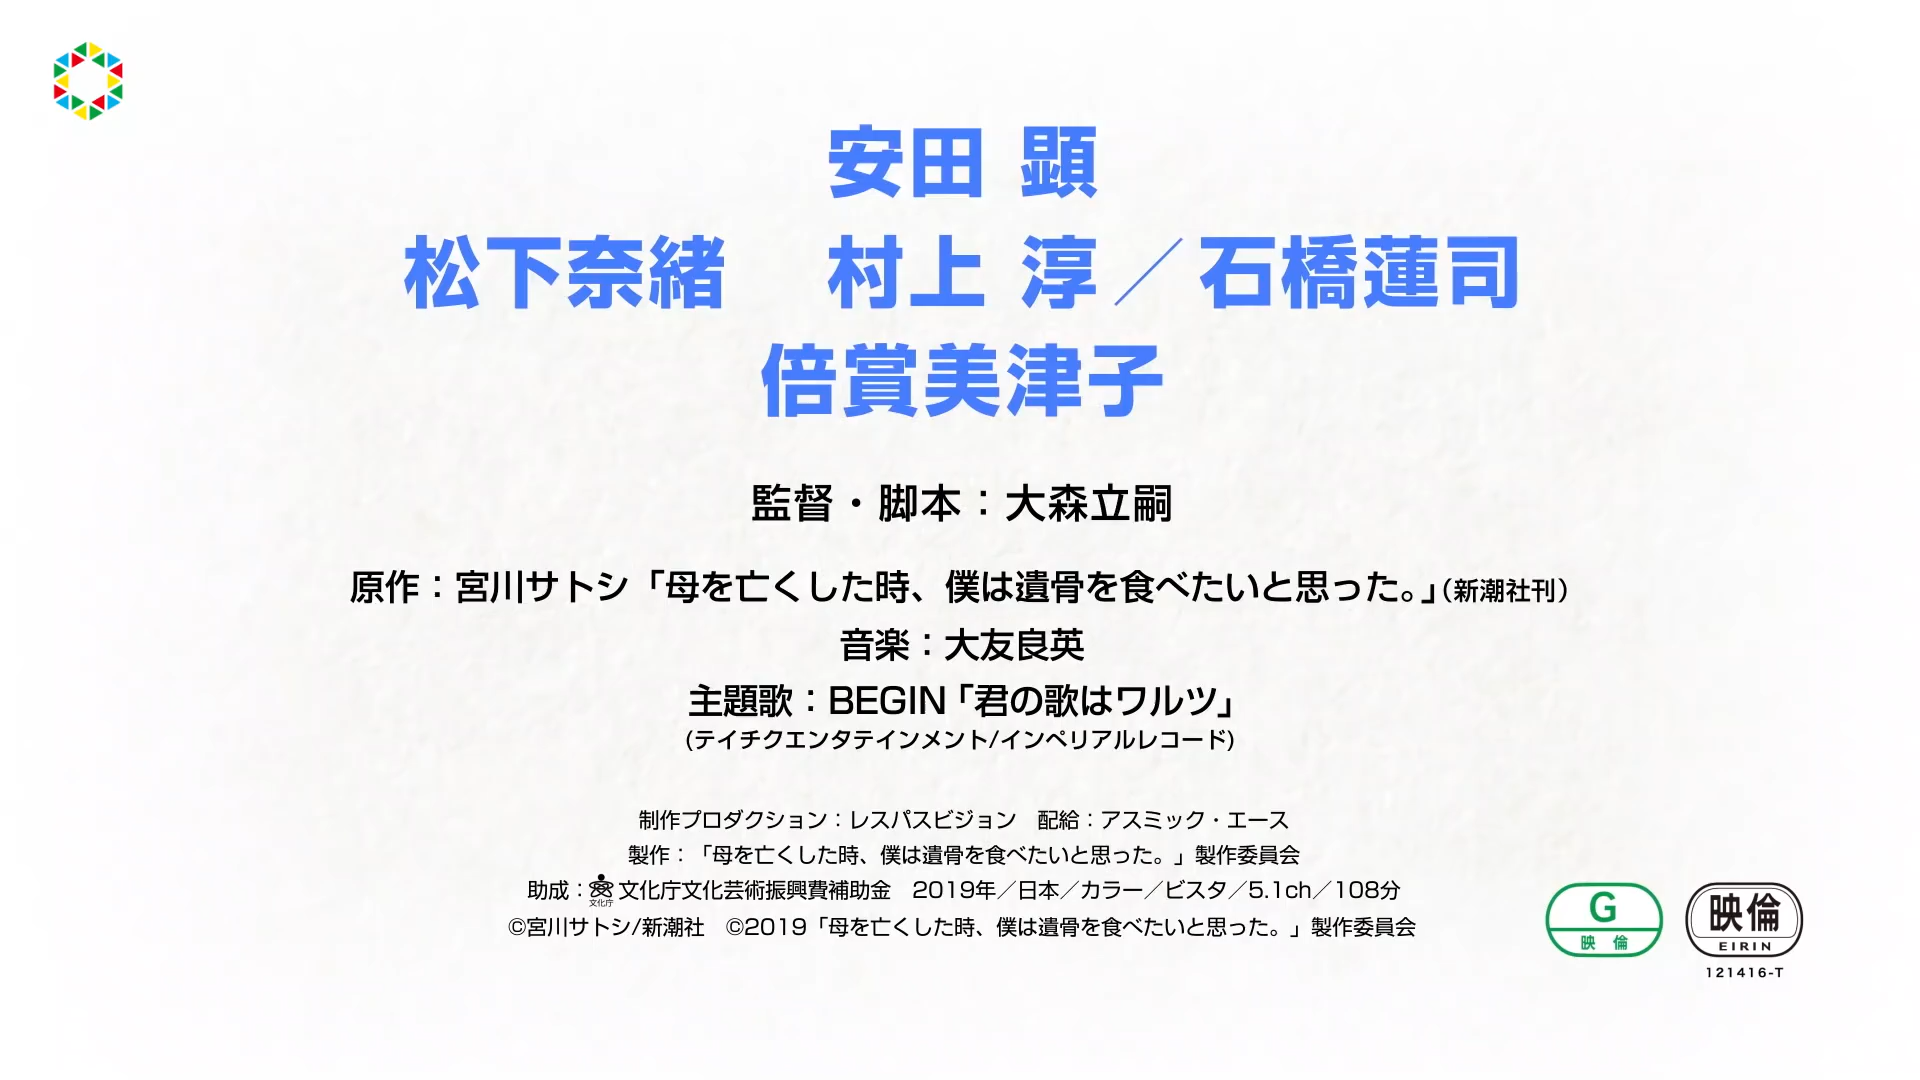 安田 顕
松下奈緒　村上 淳／石橋蓮司
倍賞美津子
監督・脚本：大森立嗣
原作：宮川サトシ「母を亡くした時、僕は遺骨を食べたいと思った。」（新潮社刊）
音楽：大友良英
主題歌：BEGIN「君の歌はワルツ」
(テイチクエンタテインメント/インペリアルレコード)
制作プロダクション：レスパスビジョン　配給：アスミック・エース
製作：「母を亡くした時、僕は遺骨を食べたいと思った。」製作委員会
助成：文化庁 文化庁文化芸術振興費補助金　2019年／日本／カラー／ビスタ／5.1ch／108分
©宮川サトシ/新潮社　©2019「母を亡くした時、僕は遺骨を食べたいと思った。」製作委員会
G
映倫
映倫
EIRIN
121416-T